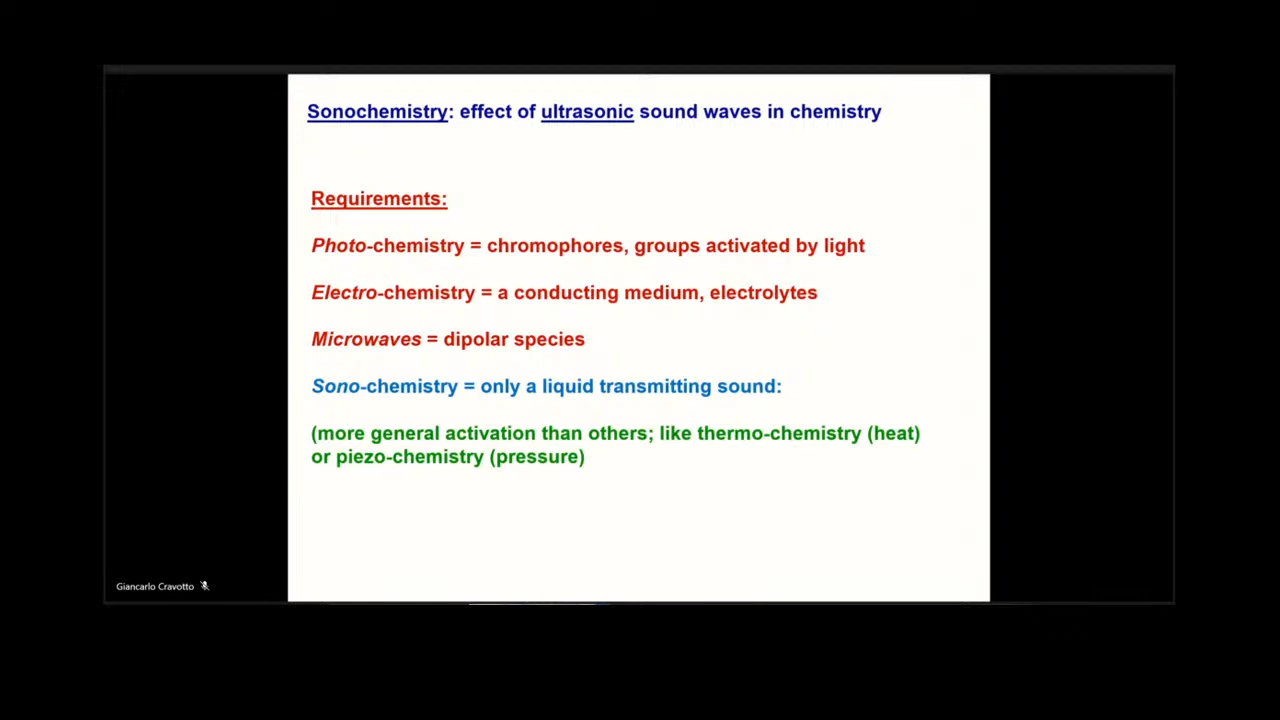 Sonochemistry: effect of ultrasonic sound waves in chemistry
Requirements:
Photo-chemistry = chromophores, groups activated by light
Electro-chemistry = a conducting medium, electrolytes
Microwaves = dipolar species
Sono-chemistry = only a liquid transmitting sound:
(more general activation than others; like thermo-chemistry (heat)
or piezo-chemistry (pressure)
Giancarlo Cravotto